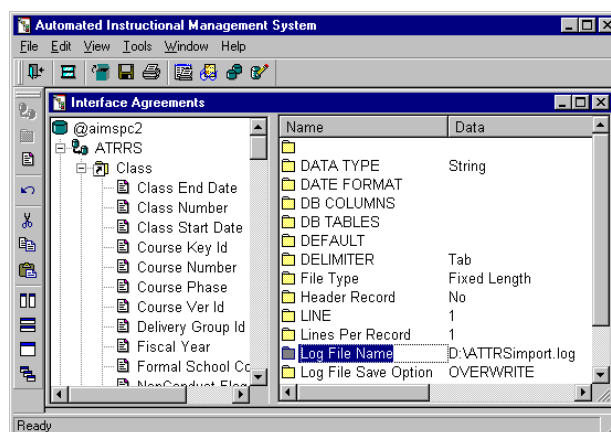 Automated Instructional Management System
File Edit View Tools Window Help
Interface Agreements
@aimspc2
ATRRS
Class
Class End Date
Class Number
Class Start Date
Course Key Id
Course Number
Course Phase
Course Ver Id
Delivery Group Id
Fiscal Year
Formal School Cc
Name Data
DATA TYPE String
DATE FORMAT
DB COLUMNS
DB TABLES
DEFAULT
DELIMITER Tab
File Type Fixed Length
Header Record No
LINE 1
Lines Per Record 1
Log File Name D:\ATTRSimport.log
Log File Save Option OVERWRITE
Ready